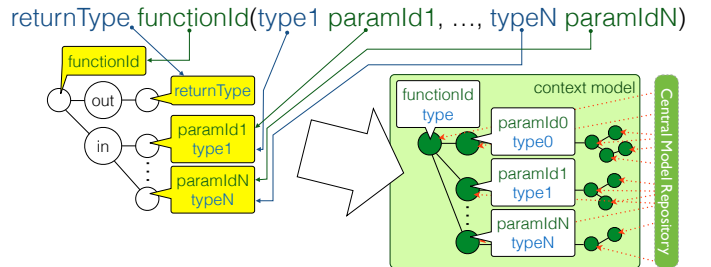 returnType functionId(type1 paramId1, ..., typeN paramIdN)
functionId
out
returnType
in
paramId1
type1
paramIdN
typeN
context model
functionId
type
paramId0
type0
paramId1
type1
paramIdN
typeN
Central Model Repository